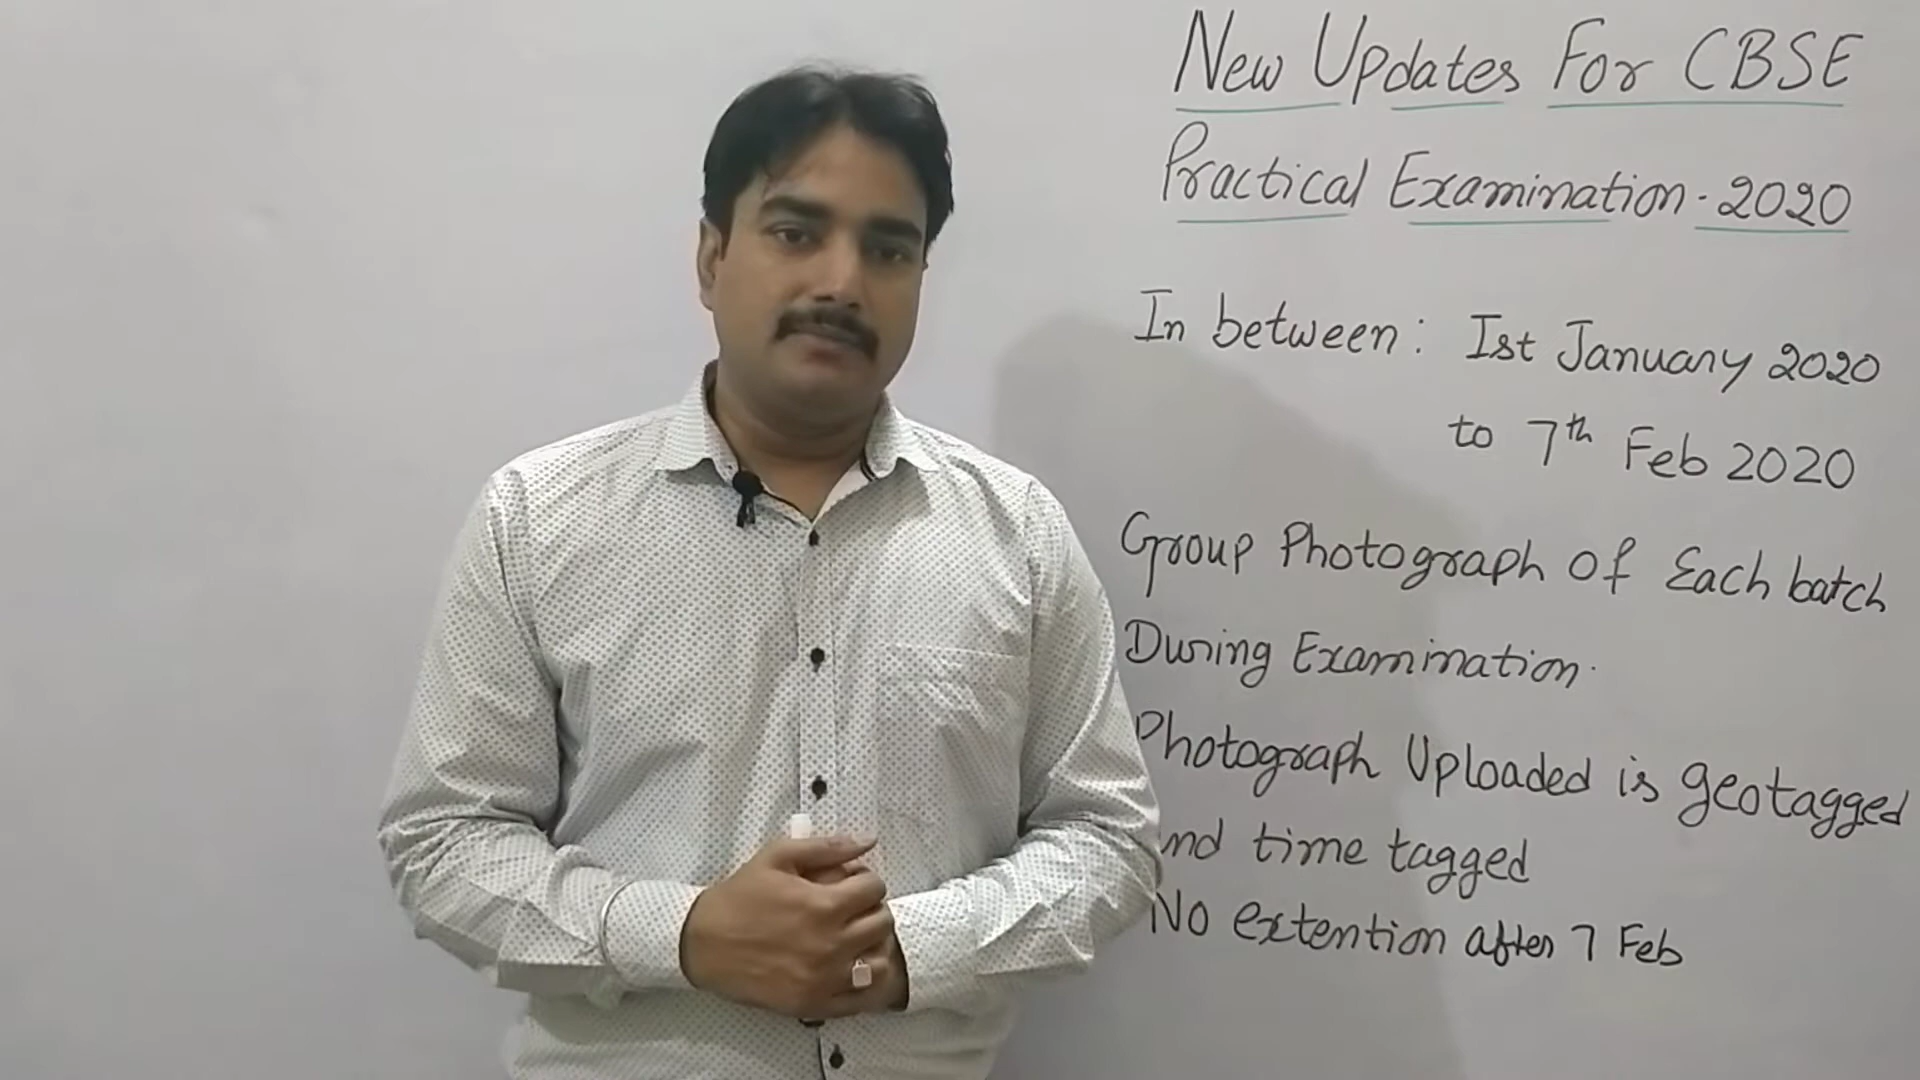 New Updates For CBSE
Practical Examination - 2020
In between : Ist January 2020
to 7th Feb 2020
Group Photograph of Each batch
During Examination.
Photograph Uploaded is geotagged
and time tagged
No extention after 7 Feb